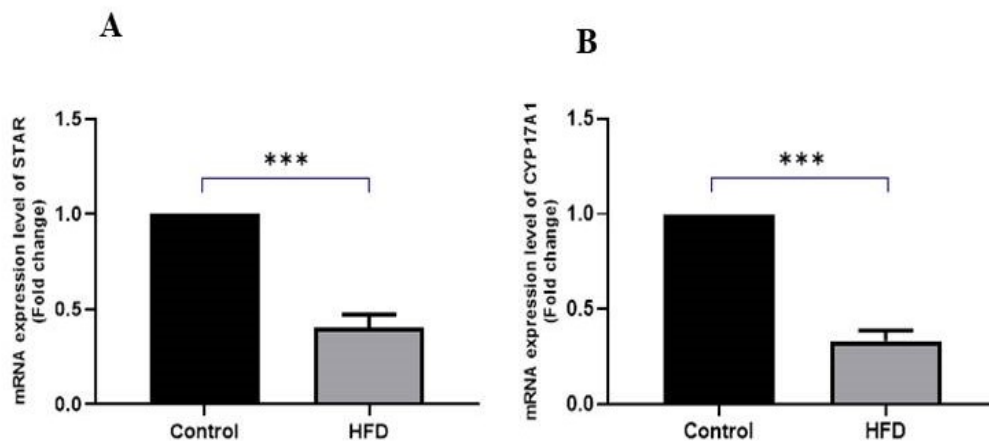 A
mRNA expression level of STAR
(Fold change)
1.5
1.0
0.5
0.0
***
Control
HFD
B
mRNA expression level of CYP17A1
(Fold change)
1.5
1.0
0.5
0.0
***
Control
HFD